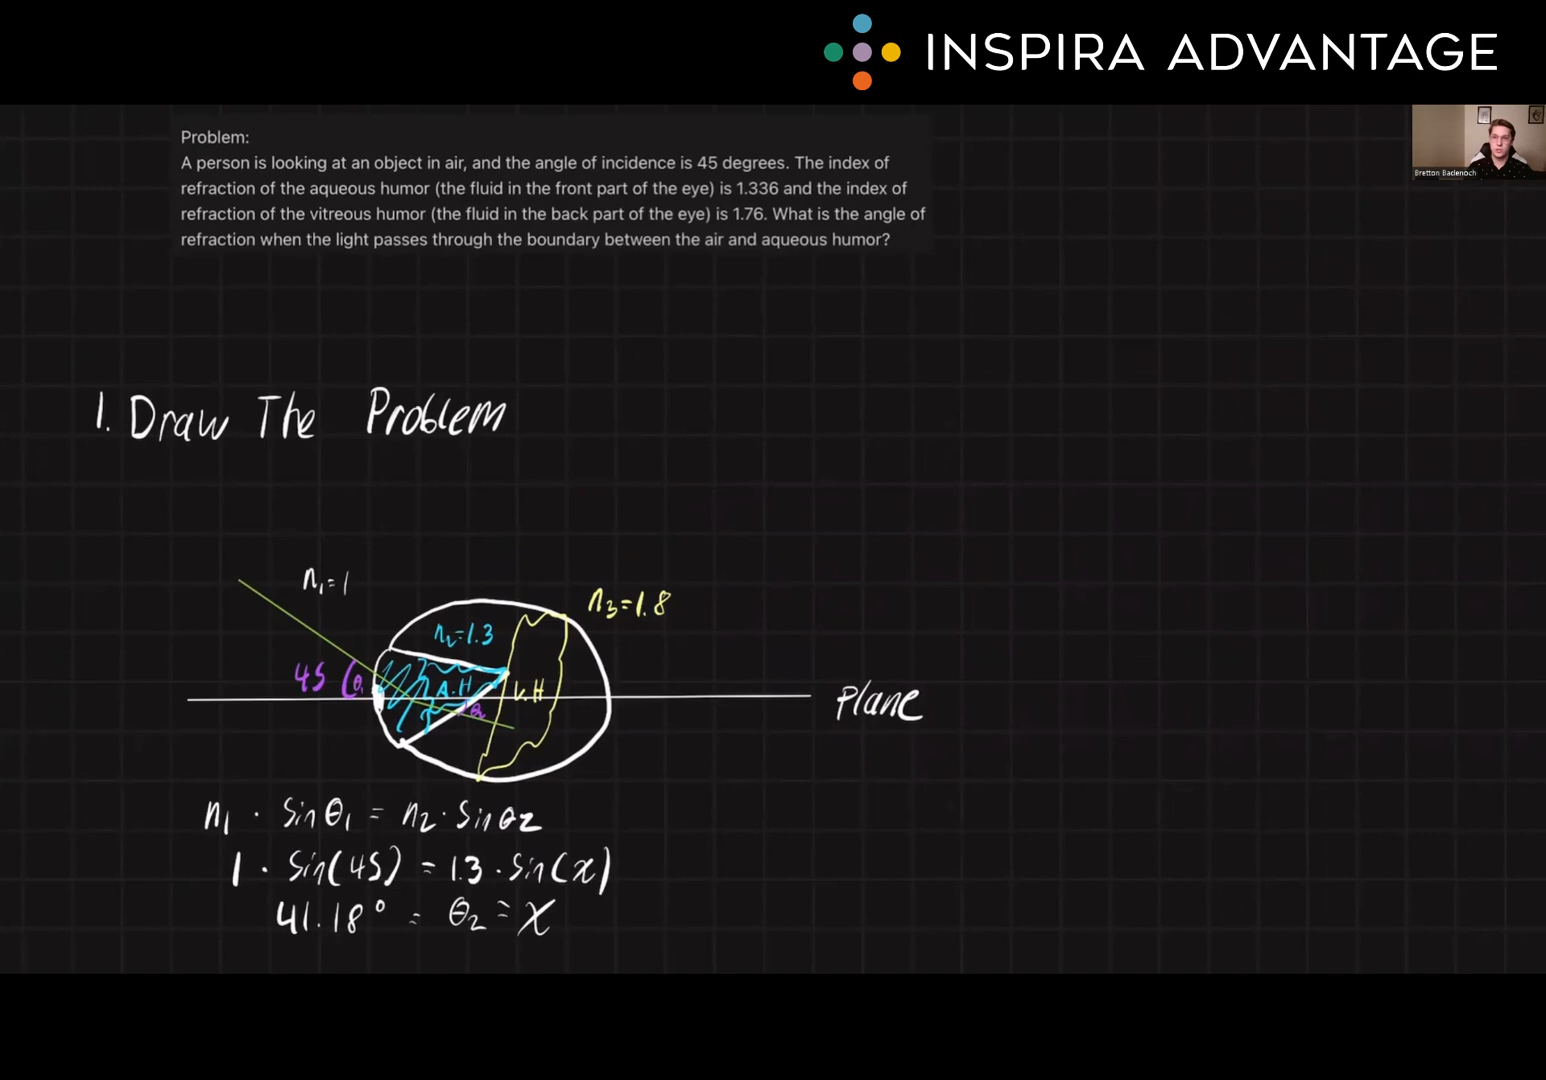 INSPIRA ADVANTAGE
Problem:
A person is looking at an object in air, and the angle of incidence is 45 degrees. The index of
refraction of the aqueous humor (the fluid in the front part of the eye) is 1.336 and the index of
refraction of the vitreous humor (the fluid in the back part of the eye) is 1.76. What is the angle of
refraction when the light passes through the boundary between the air and aqueous humor?
Bretton Badenoch
1. Draw The Problem
n₁=1
n₃=1.8
n₂=1.3
45 (θ₁
A.H
V.H
θ₂
Plane
n₁ · Sinθ₁ = n₂ · Sinθ₂
1 · Sin(45) = 1.3 · Sin(x)
41.18° = θ₂ = x